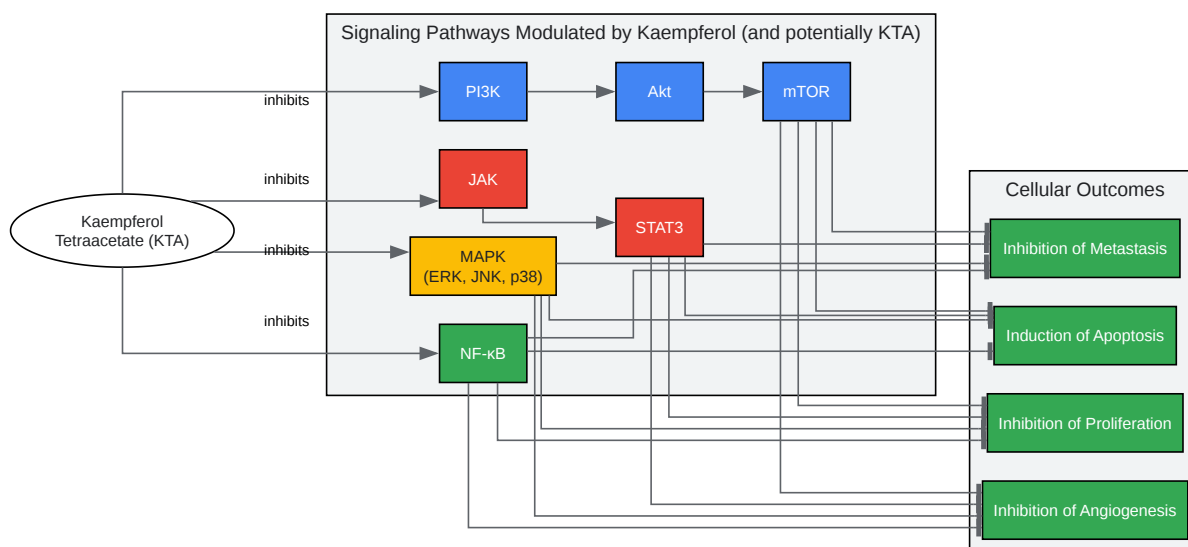 Signaling Pathways Modulated by Kaempferol (and potentially KTA)
PI3K
Akt
mTOR
inhibits
JAK
inhibits
Cellular Outcomes
Kaempferol
Tetraacetate (KTA)
STAT3
inhibits
MAPK
(ERK, JNK, p38)
Inhibition of Metastasis
inhibits
NF-κB
Induction of Apoptosis
Inhibition of Proliferation
Inhibition of Angiogenesis